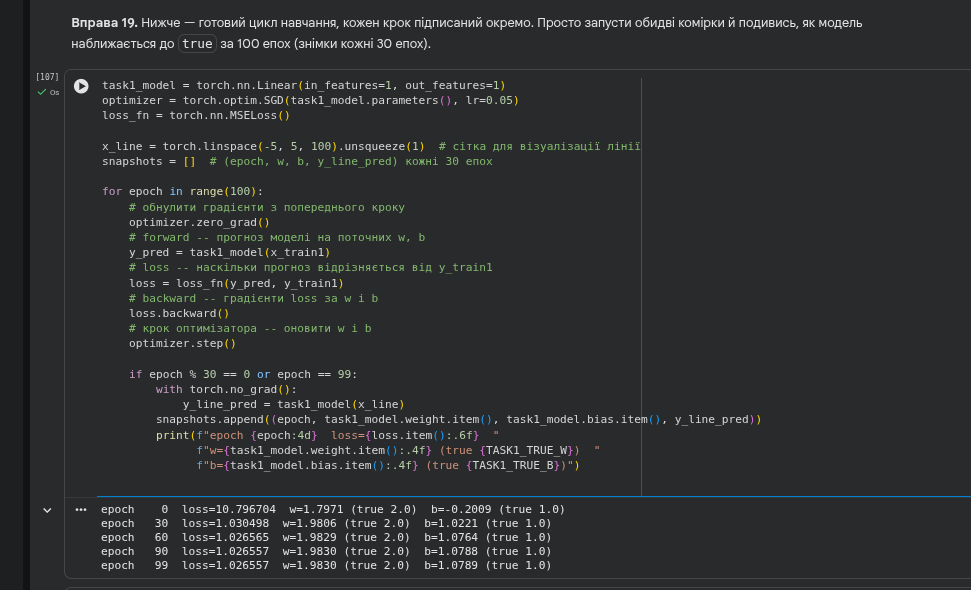 Вправа 19. Нижче — готовий цикл навчання, кожен крок підписаний окремо. Просто запусти обидві комірки й подивись, як модель
наближається до true за 100 епох (знімки кожні 30 епох).
[107]
0s
task1_model = torch.nn.Linear(in_features=1, out_features=1)
optimizer = torch.optim.SGD(task1_model.parameters(), lr=0.05)
loss_fn = torch.nn.MSELoss()
x_line = torch.linspace(-5, 5, 100).unsqueeze(1)  # сітка для візуалізації лінії
snapshots = []  # (epoch, w, b, y_line_pred) кожні 30 епох
for epoch in range(100):
    # обнулити градієнти з попереднього кроку
    optimizer.zero_grad()
    # forward -- прогноз моделі на поточних w, b
    y_pred = task1_model(x_train1)
    # loss -- наскільки прогноз відрізняється від y_train1
    loss = loss_fn(y_pred, y_train1)
    # backward -- градієнти loss за w і b
    loss.backward()
    # крок оптимізатора -- оновити w і b
    optimizer.step()
    if epoch % 30 == 0 or epoch == 99:
        with torch.no_grad():
            y_line_pred = task1_model(x_line)
        snapshots.append((epoch, task1_model.weight.item(), task1_model.bias.item(), y_line_pred))
        print(f"epoch {epoch:4d}  loss={loss.item():.6f}  "
              f"w={task1_model.weight.item():.4f} (true {TASK1_TRUE_W})  "
              f"b={task1_model.bias.item():.4f} (true {TASK1_TRUE_B})")
epoch    0  loss=10.796704  w=1.7971 (true 2.0)  b=-0.2009 (true 1.0)
epoch   30  loss=1.030498  w=1.9806 (true 2.0)  b=1.0221 (true 1.0)
epoch   60  loss=1.026565  w=1.9829 (true 2.0)  b=1.0764 (true 1.0)
epoch   90  loss=1.026557  w=1.9830 (true 2.0)  b=1.0788 (true 1.0)
epoch   99  loss=1.026557  w=1.9830 (true 2.0)  b=1.0789 (true 1.0)